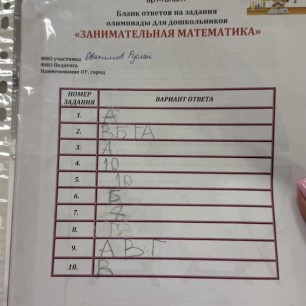 Бланк ответов на задания
олимпиады для дошкольников
«ЗАНИМАТЕЛЬНАЯ МАТЕМАТИКА»
ФИО участника
ФИО Педагога
Наименование ОУ, город
НОМЕР ЗАДАНИЯ ВАРИАНТ ОТВЕТА
1. А
2. ВБГА
3. А
4. 10
5. 10
6. Б
7.
8.
9. А В Г
10. В